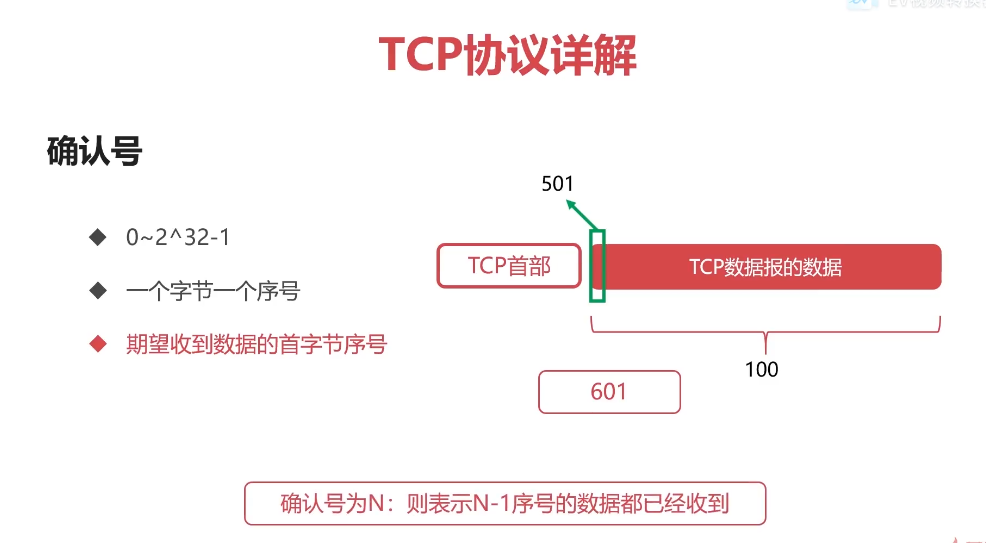 TCP协议详解
确认号
501
0~2^32-1
TCP首部
TCP数据报的数据
一个字节一个序号
期望收到数据的首字节序号
100
601
确认号为N：则表示N-1序号的数据都已经收到